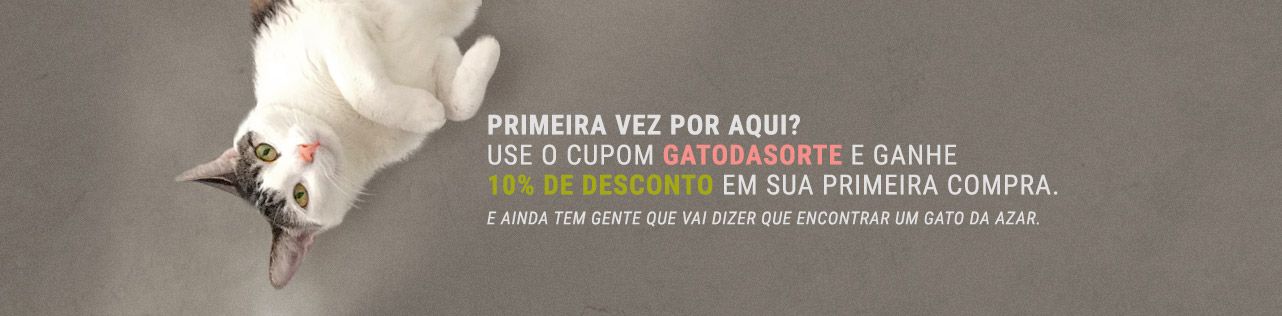 PRIMEIRA VEZ POR AQUI?
USE O CUPOM GATODASORTE E GANHE
10% DE DESCONTO EM SUA PRIMEIRA COMPRA.
E AINDA TEM GENTE QUE VAI DIZER QUE ENCONTRAR UM GATO DA AZAR.